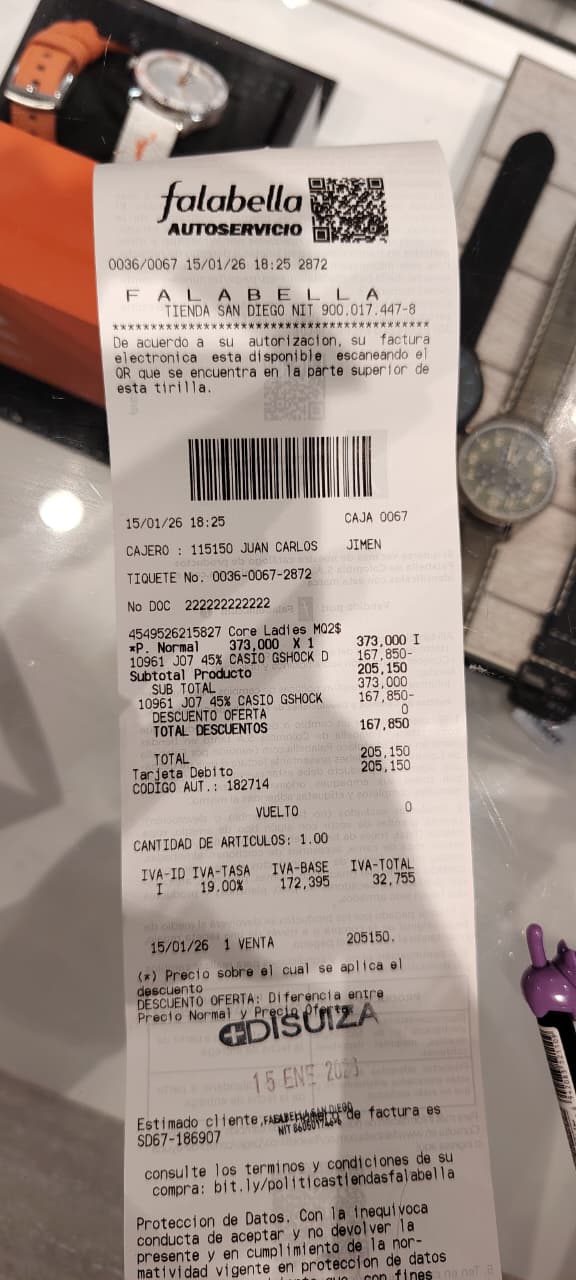 falabella
AUTOSERVICIO
0036/0067 15/01/26 18:25 2872
F A L A B E L L A
TIENDA SAN DIEGO NIT 900.017.447-8
****************************************
De acuerdo a su autorizacion, su factura
electronica esta disponible escaneando el
QR que se encuentra en la parte superior de
esta tirilla.
15/01/26 18:25 CAJA 0067
CAJERO : 115150 JUAN CARLOS JIMEN
TIQUETE No. 0036-0067-2872
No DOC 222222222222
4549526215827 Core Ladies MQ2$
*P. Normal 373,000 X 1 373,000 I
10961 J07 45% CASIO GSHOCK D 167,850-
Subtotal Producto 205,150
SUB TOTAL 373,000
10961 J07 45% CASIO GSHOCK 167,850-
DESCUENTO OFERTA 0
TOTAL DESCUENTOS 167,850
TOTAL 205,150
Tarjeta Debito 205,150
CODIGO AUT.: 182714
VUELTO 0
CANTIDAD DE ARTICULOS: 1.00
IVA-ID IVA-TASA IVA-BASE IVA-TOTAL
I 19.00% 172,395 32,755
15/01/26 1 VENTA 205150.
(*) Precio sobre el cual se aplica el
descuento
DESCUENTO OFERTA: Diferencia entre
Precio Normal y Precio Oferta
DISUIZA
15 ENE
Estimado cliente, de factura es
SD67-186907
FALABELLA SAN DIEGO
consulte los terminos y condiciones de su
compra: bit.ly/politicastiendasfalabella
Proteccion de Datos. Con la inequivoca
conducta de aceptar y no devolver la
presente y en cumplimiento de la nor-
matividad vigente en proteccion de datos
con fines